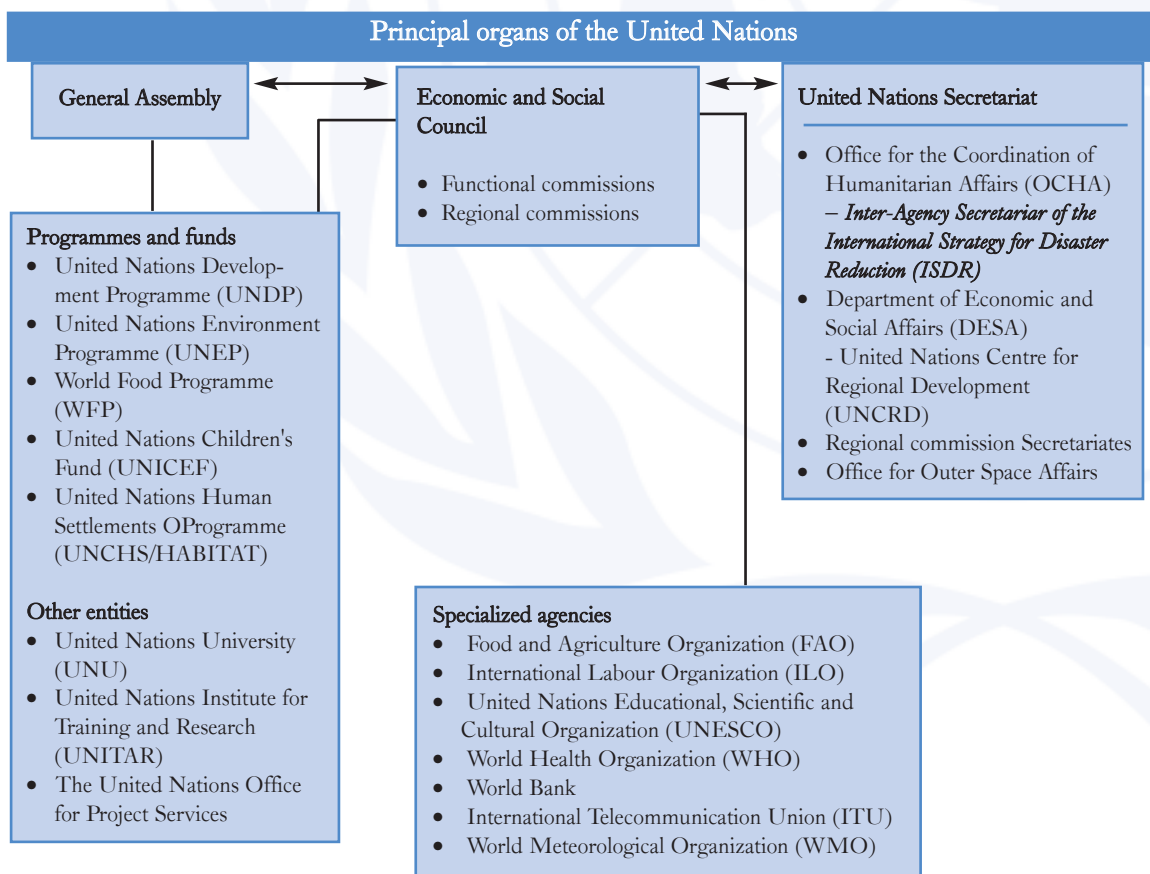 Principal organs of the United Nations
General Assembly
Economic and Social
Council
• Functional commissions
• Regional commissions
United Nations Secretariat
• Office for the Coordination of
Humanitarian Affairs (OCHA)
– Inter-Agency Secretariar of the
International Strategy for Disaster
Reduction (ISDR)
• Department of Economic and
Social Affairs (DESA)
- United Nations Centre for
Regional Development
(UNCRD)
• Regional commission Secretariates
• Office for Outer Space Affairs
Programmes and funds
• United Nations Develop-
ment Programme (UNDP)
• United Nations Environment
Programme (UNEP)
• World Food Programme
(WFP)
• United Nations Children's
Fund (UNICEF)
• United Nations Human
Settlements OProgramme
(UNCHS/HABITAT)
Other entities
• United Nations University
(UNU)
• United Nations Institute for
Training and Research
(UNITAR)
• The United Nations Office
for Project Services
Specialized agencies
• Food and Agriculture Organization (FAO)
• International Labour Organization (ILO)
• United Nations Educational, Scientific and
Cultural Organization (UNESCO)
• World Health Organization (WHO)
• World Bank
• International Telecommunication Union (ITU)
• World Meteorological Organization (WMO)